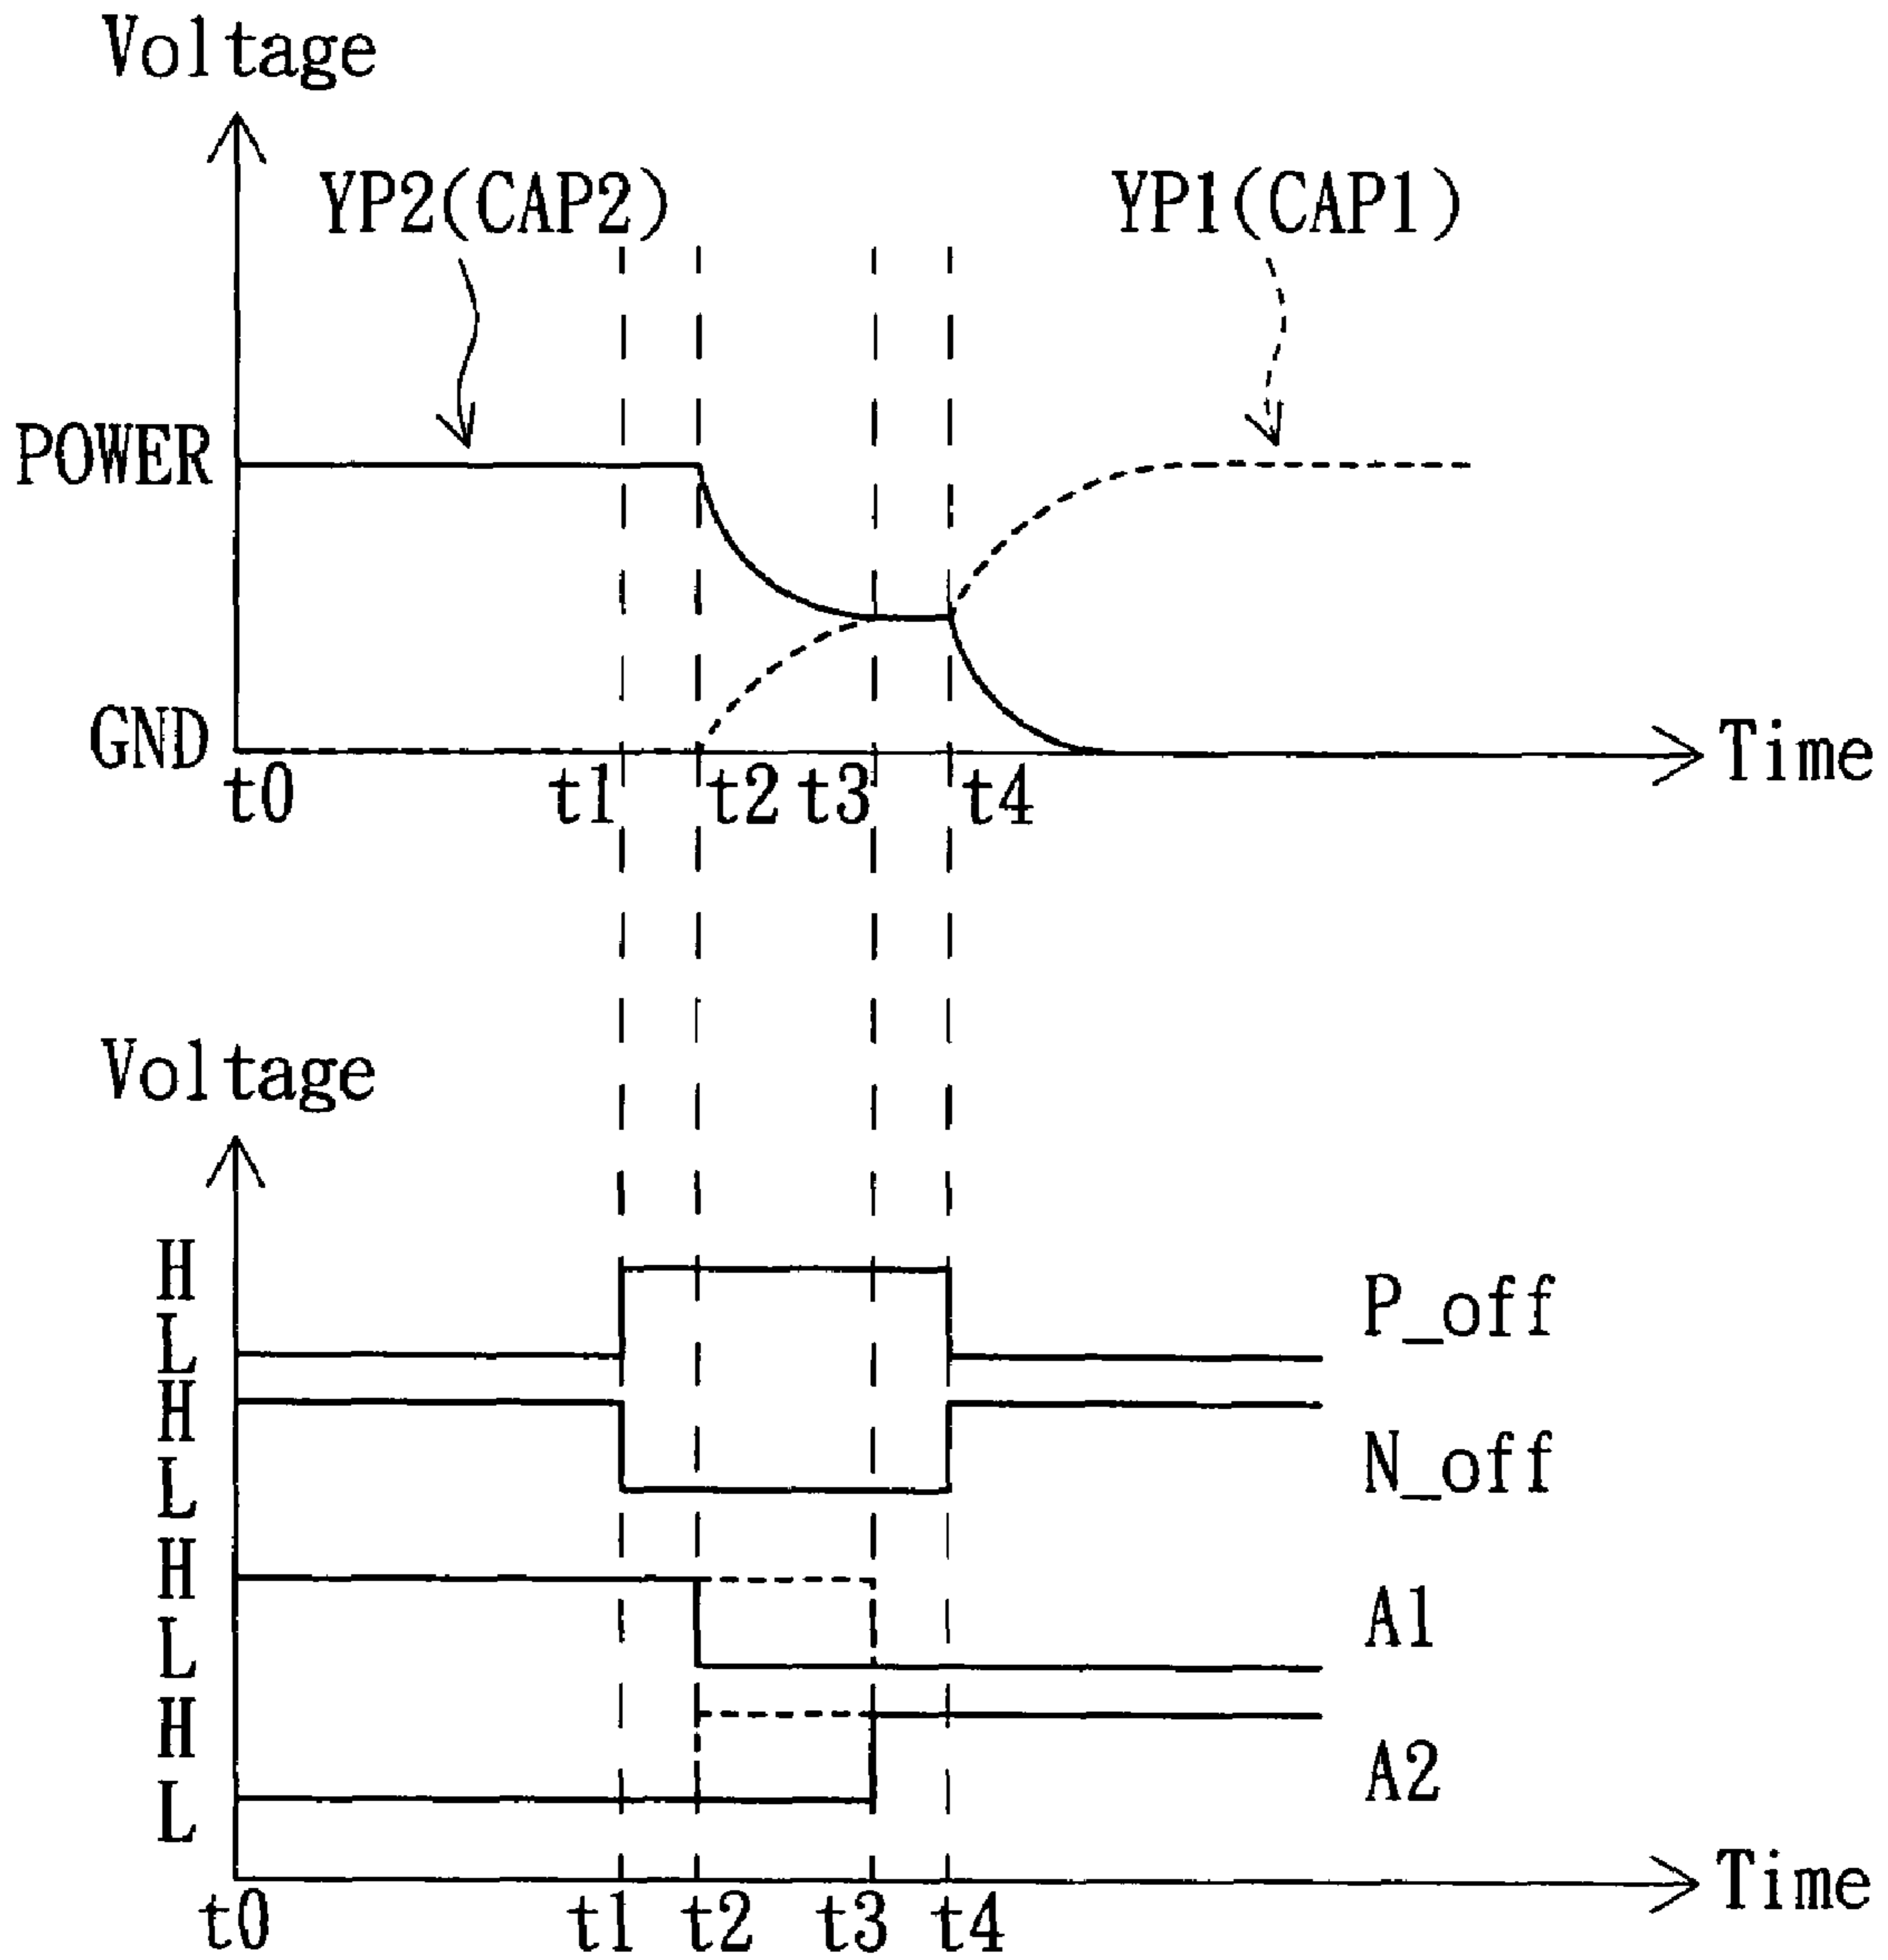 Voltage
YP2(CAP2)
YP1(CAP1)
POWER
GND
t0
t1
t2
t3
t4
Time
Voltage
H
L
P_off
H
L
N_off
H
L
A1
H
L
A2
t0
t1
t2
t3
t4
Time